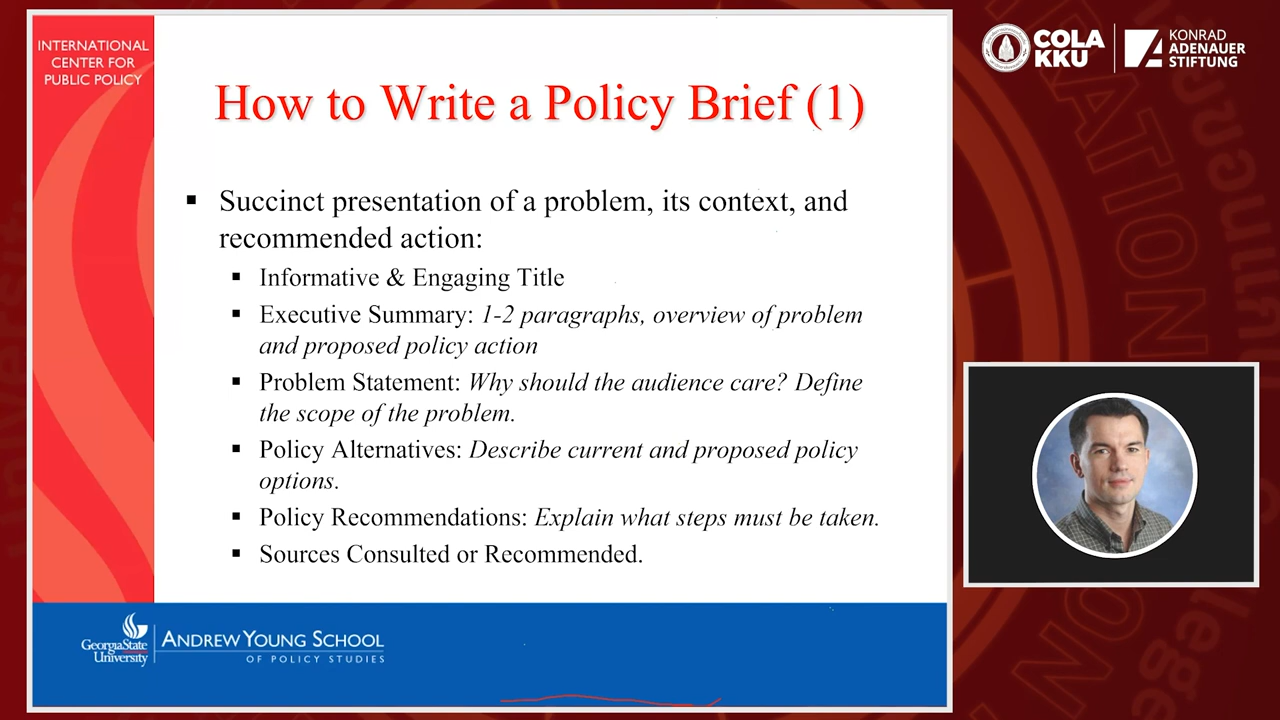 INTERNATIONAL
CENTER FOR
PUBLIC POLICY
How to Write a Policy Brief (1)
▪ Succinct presentation of a problem, its context, and
recommended action:
▪ Informative & Engaging Title
▪ Executive Summary: 1-2 paragraphs, overview of problem
and proposed policy action
▪ Problem Statement: Why should the audience care? Define
the scope of the problem.
▪ Policy Alternatives: Describe current and proposed policy
options.
▪ Policy Recommendations: Explain what steps must be taken.
▪ Sources Consulted or Recommended.
GeorgiaState
University
ANDREW YOUNG SCHOOL
OF POLICY STUDIES
COLA
KKU
KONRAD
ADENAUER
STIFTUNG